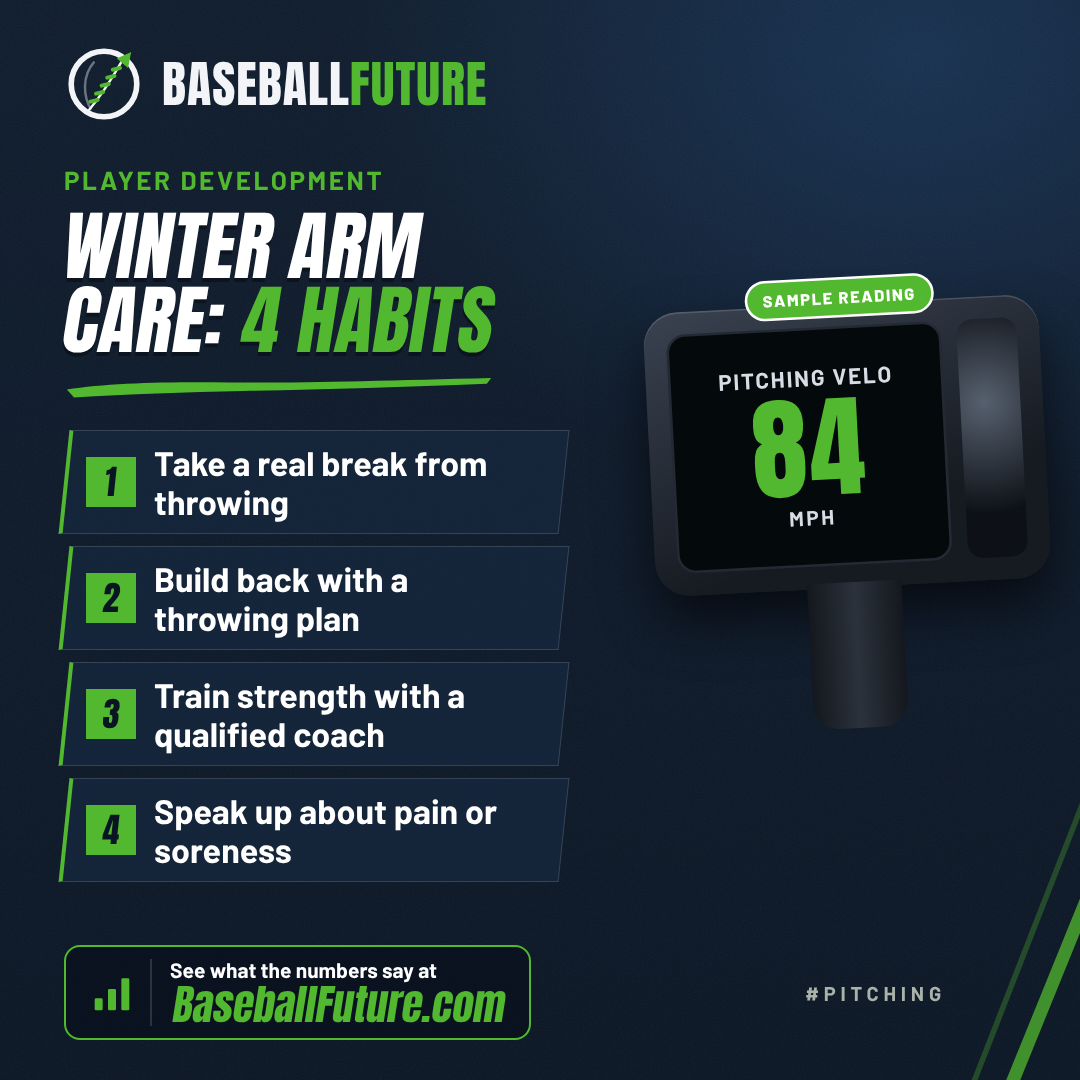 BASEBALLFUTURE
PLAYER DEVELOPMENT
WINTER ARM
CARE: 4 HABITS
1
Take a real break from
throwing
2
Build back with a
throwing plan
3
Train strength with a
qualified coach
4
Speak up about pain or
soreness
SAMPLE READING
PITCHING VELO
84
MPH
See what the numbers say at
BaseballFuture.com
#PITCHING